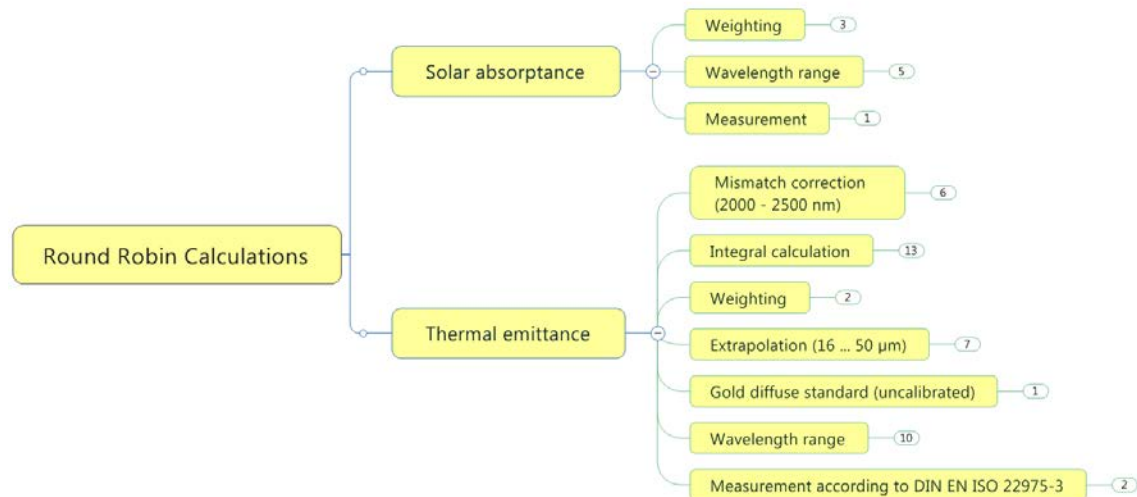 Round Robin Calculations
Solar absorptance
Weighting
3
Wavelength range
5
Measurement
1
Thermal emittance
Mismatch correction
(2000 - 2500 nm)
6
Integral calculation
13
Weighting
2
Extrapolation (16 ... 50 µm)
7
Gold diffuse standard (uncalibrated)
1
Wavelength range
10
Measurement according to DIN EN ISO 22975-3
2